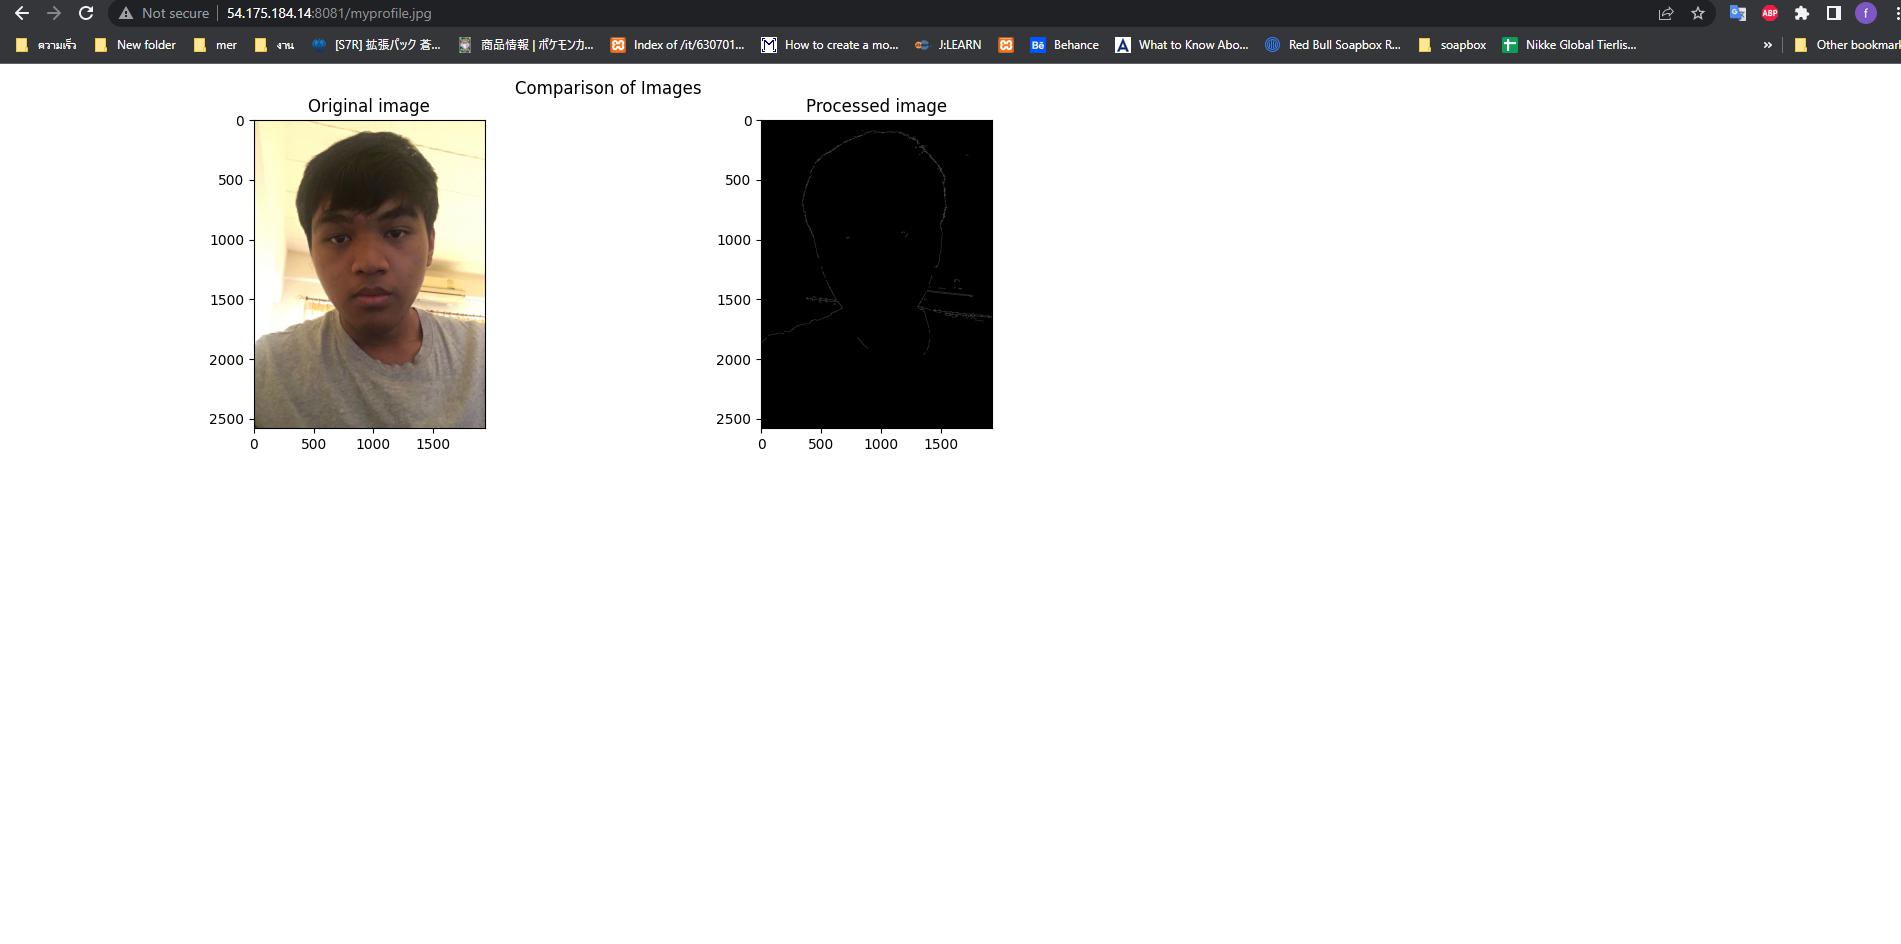 Not secure 54.175.184.14:8081/myprofile.jpg ABP f
ความเร็ว New folder mer งาน [S7R] 拡張パック 蒼... 商品情報 | ポケモンカ... Index of /it/630701... How to create a mo... J:LEARN Bē Behance A What to Know Abo... Red Bull Soapbox R... soapbox Nikke Global Tierlis... » Other bookmark
Comparison of Images
Original image Processed image
0 0
500 500
1000 1000
1500 1500
2000 2000
2500 2500
0 500 1000 1500 0 500 1000 1500